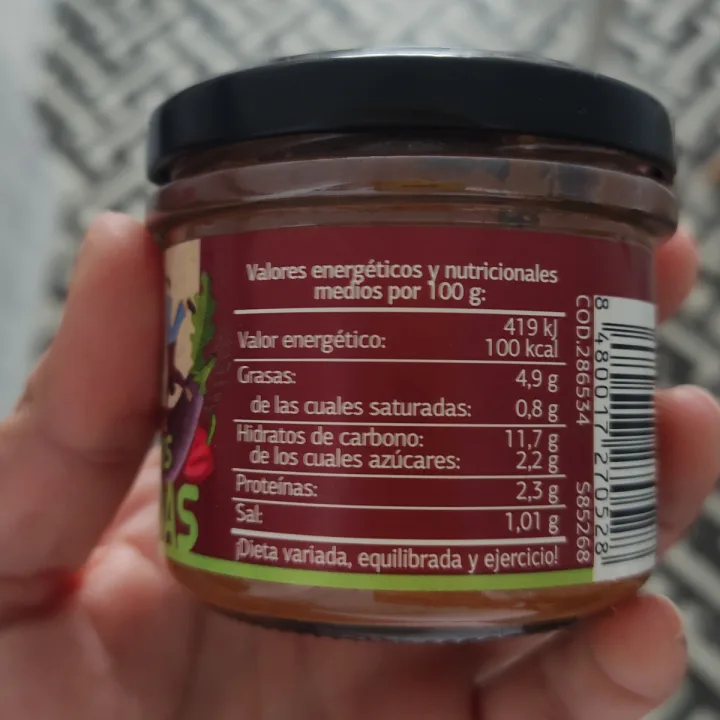 Valores energéticos y nutricionales
medios por 100 g:
Valor energético:
419 kJ
100 kcal
Grasas: 4,9 g
de las cuales saturadas: 0,8 g
Hidratos de carbono: 11,7 g
de los cuales azúcares: 2,2 g
Proteínas: 2,3 g
Sal: 1,01 g
¡Dieta variada, equilibrada y ejercicio!
COD.286534
S85268
8 480017 270528
S
AS